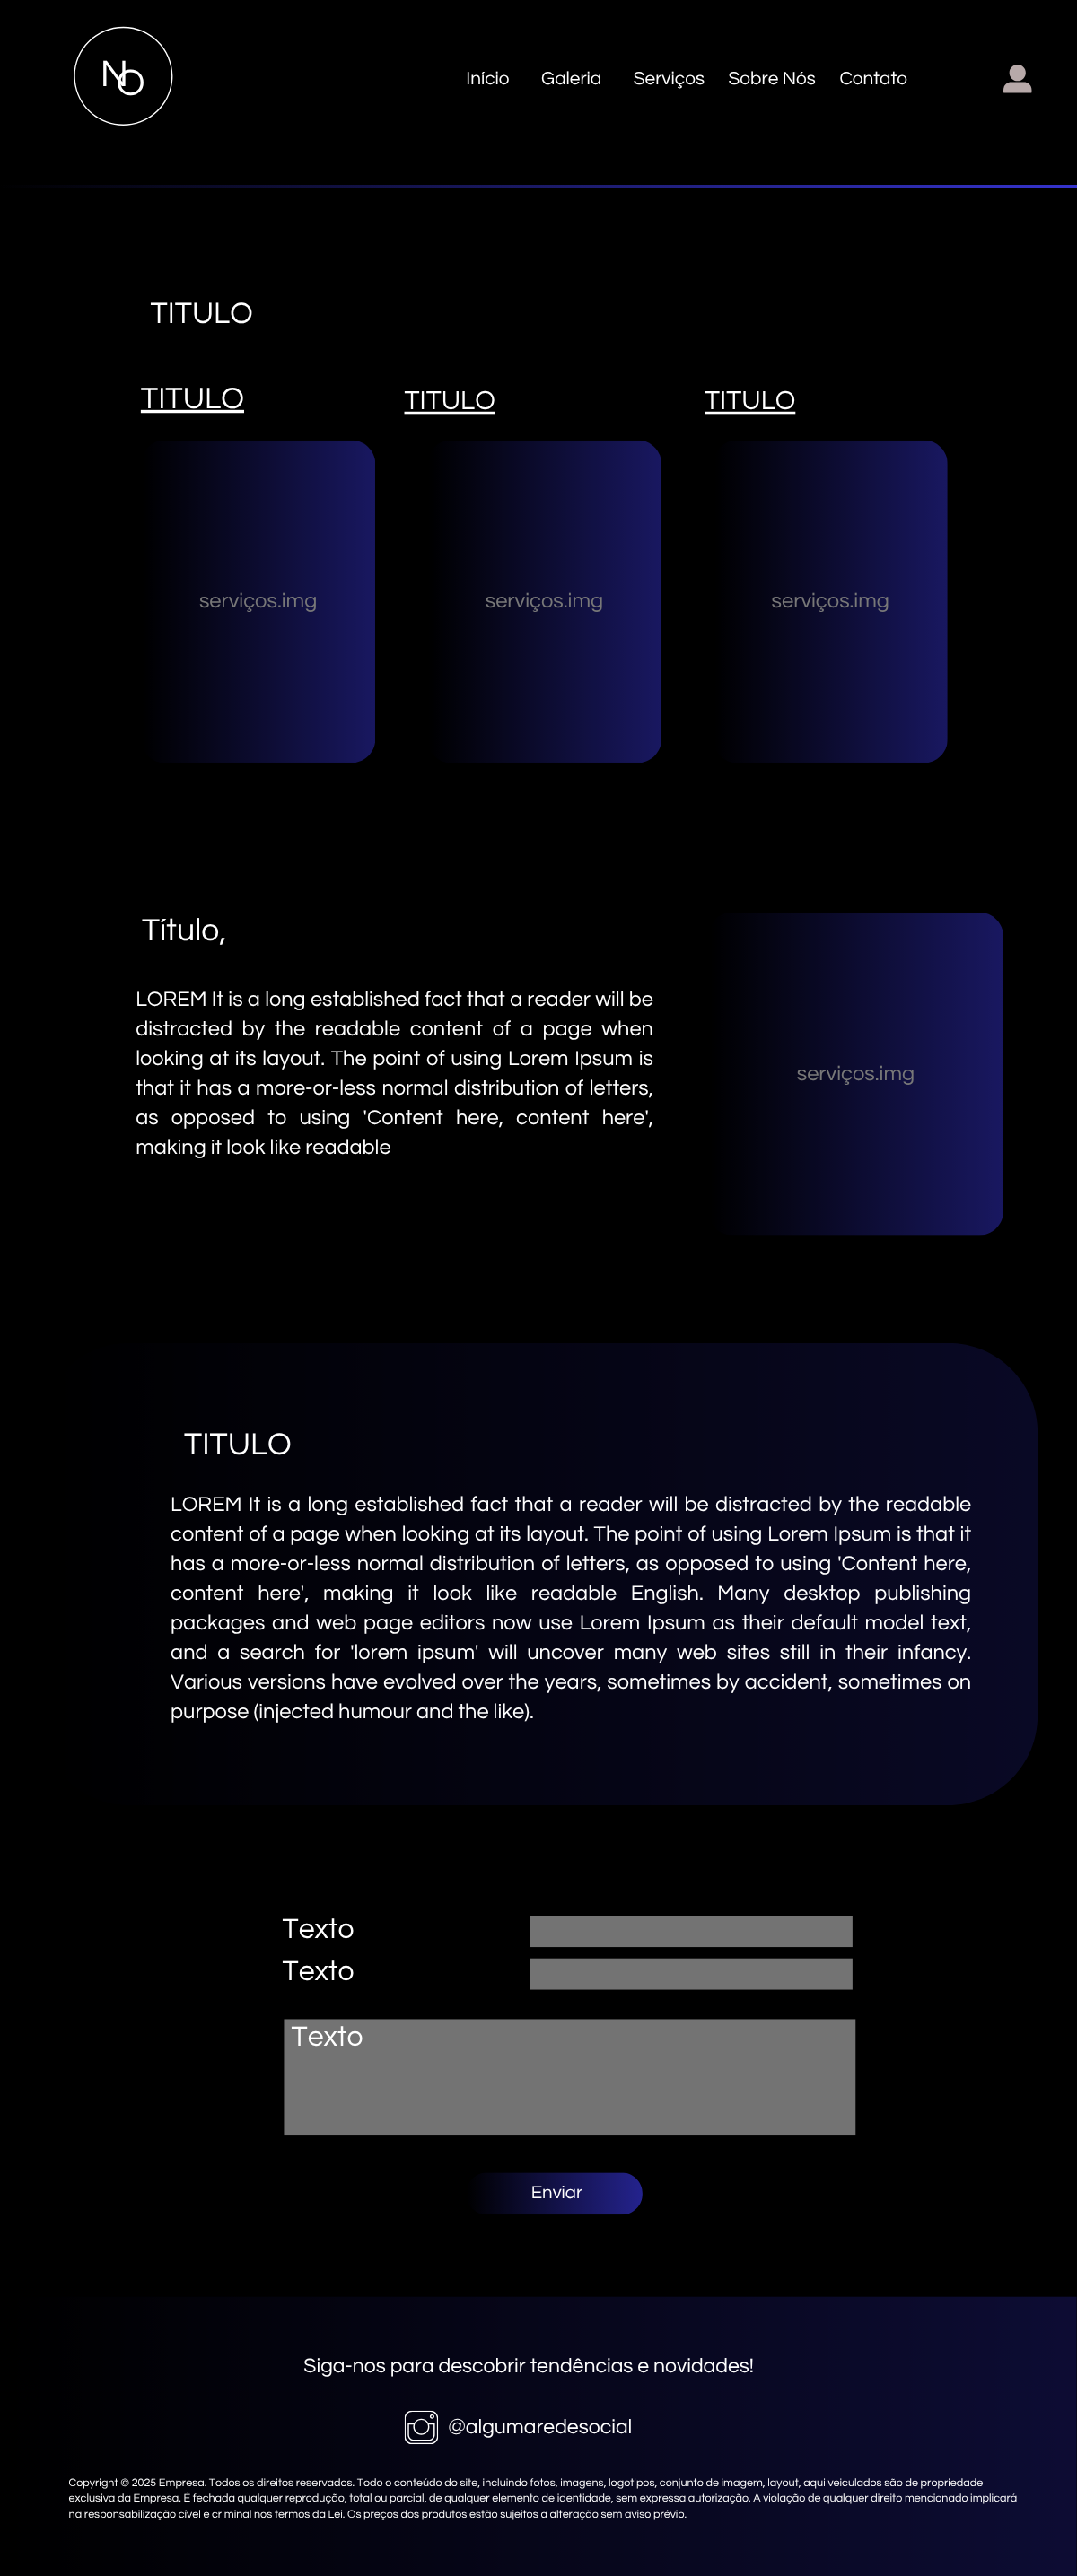 NO
Início Galeria Serviços Sobre Nós Contato
TITULO
TITULO TITULO TITULO
serviços.img serviços.img serviços.img
Título,
LOREM It is a long established fact that a reader will be
distracted by the readable content of a page when
looking at its layout. The point of using Lorem Ipsum is
that it has a more-or-less normal distribution of letters,
as opposed to using 'Content here, content here',
making it look like readable
serviços.img
TITULO
LOREM It is a long established fact that a reader will be distracted by the readable
content of a page when looking at its layout. The point of using Lorem Ipsum is that it
has a more-or-less normal distribution of letters, as opposed to using 'Content here,
content here', making it look like readable English. Many desktop publishing
packages and web page editors now use Lorem Ipsum as their default model text,
and a search for 'lorem ipsum' will uncover many web sites still in their infancy.
Various versions have evolved over the years, sometimes by accident, sometimes on
purpose (injected humour and the like).
Texto
Texto
Texto
Enviar
Siga-nos para descobrir tendências e novidades!
@algumaredesocial
Copyright © 2025 Empresa. Todos os direitos reservados. Todo o conteúdo do site, incluindo fotos, imagens, logotipos, conjunto de imagem, layout, aqui veiculados são de propriedade
exclusiva da Empresa. É fechada qualquer reprodução, total ou parcial, de qualquer elemento de identidade, sem expressa autorização. A violação de qualquer direito mencionado implicará
na responsabilização cível e criminal nos termos da Lei. Os preços dos produtos estão sujeitos a alteração sem aviso prévio.